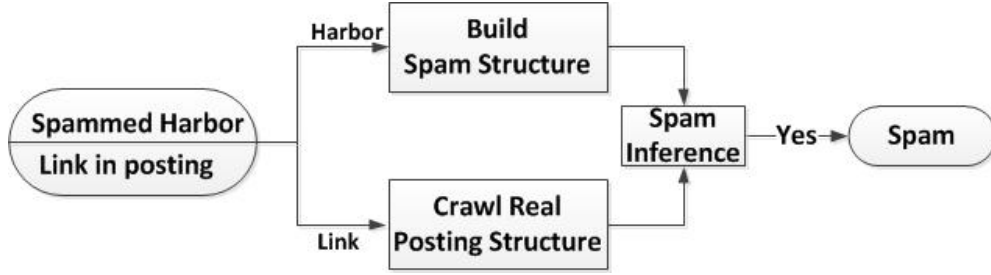 Spammed Harbor
Link in posting
Harbor
Build
Spam Structure
Link
Crawl Real
Posting Structure
Spam
Inference
Yes
Spam